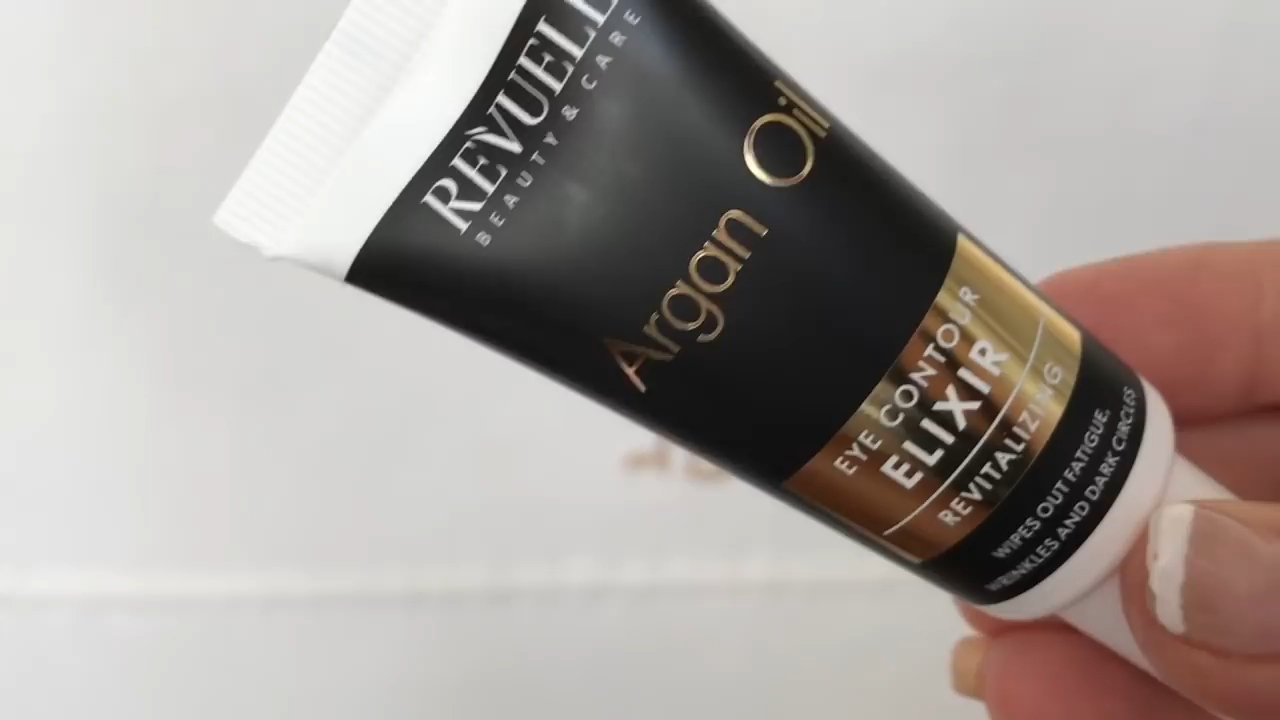 REVUELE
BEAUTY & CARE
Argan Oil
EYE CONTOUR
ELIXIR
REVITALIZING
WIPES OUT FATIGUE,
WRINKLES AND DARK CIRCLES